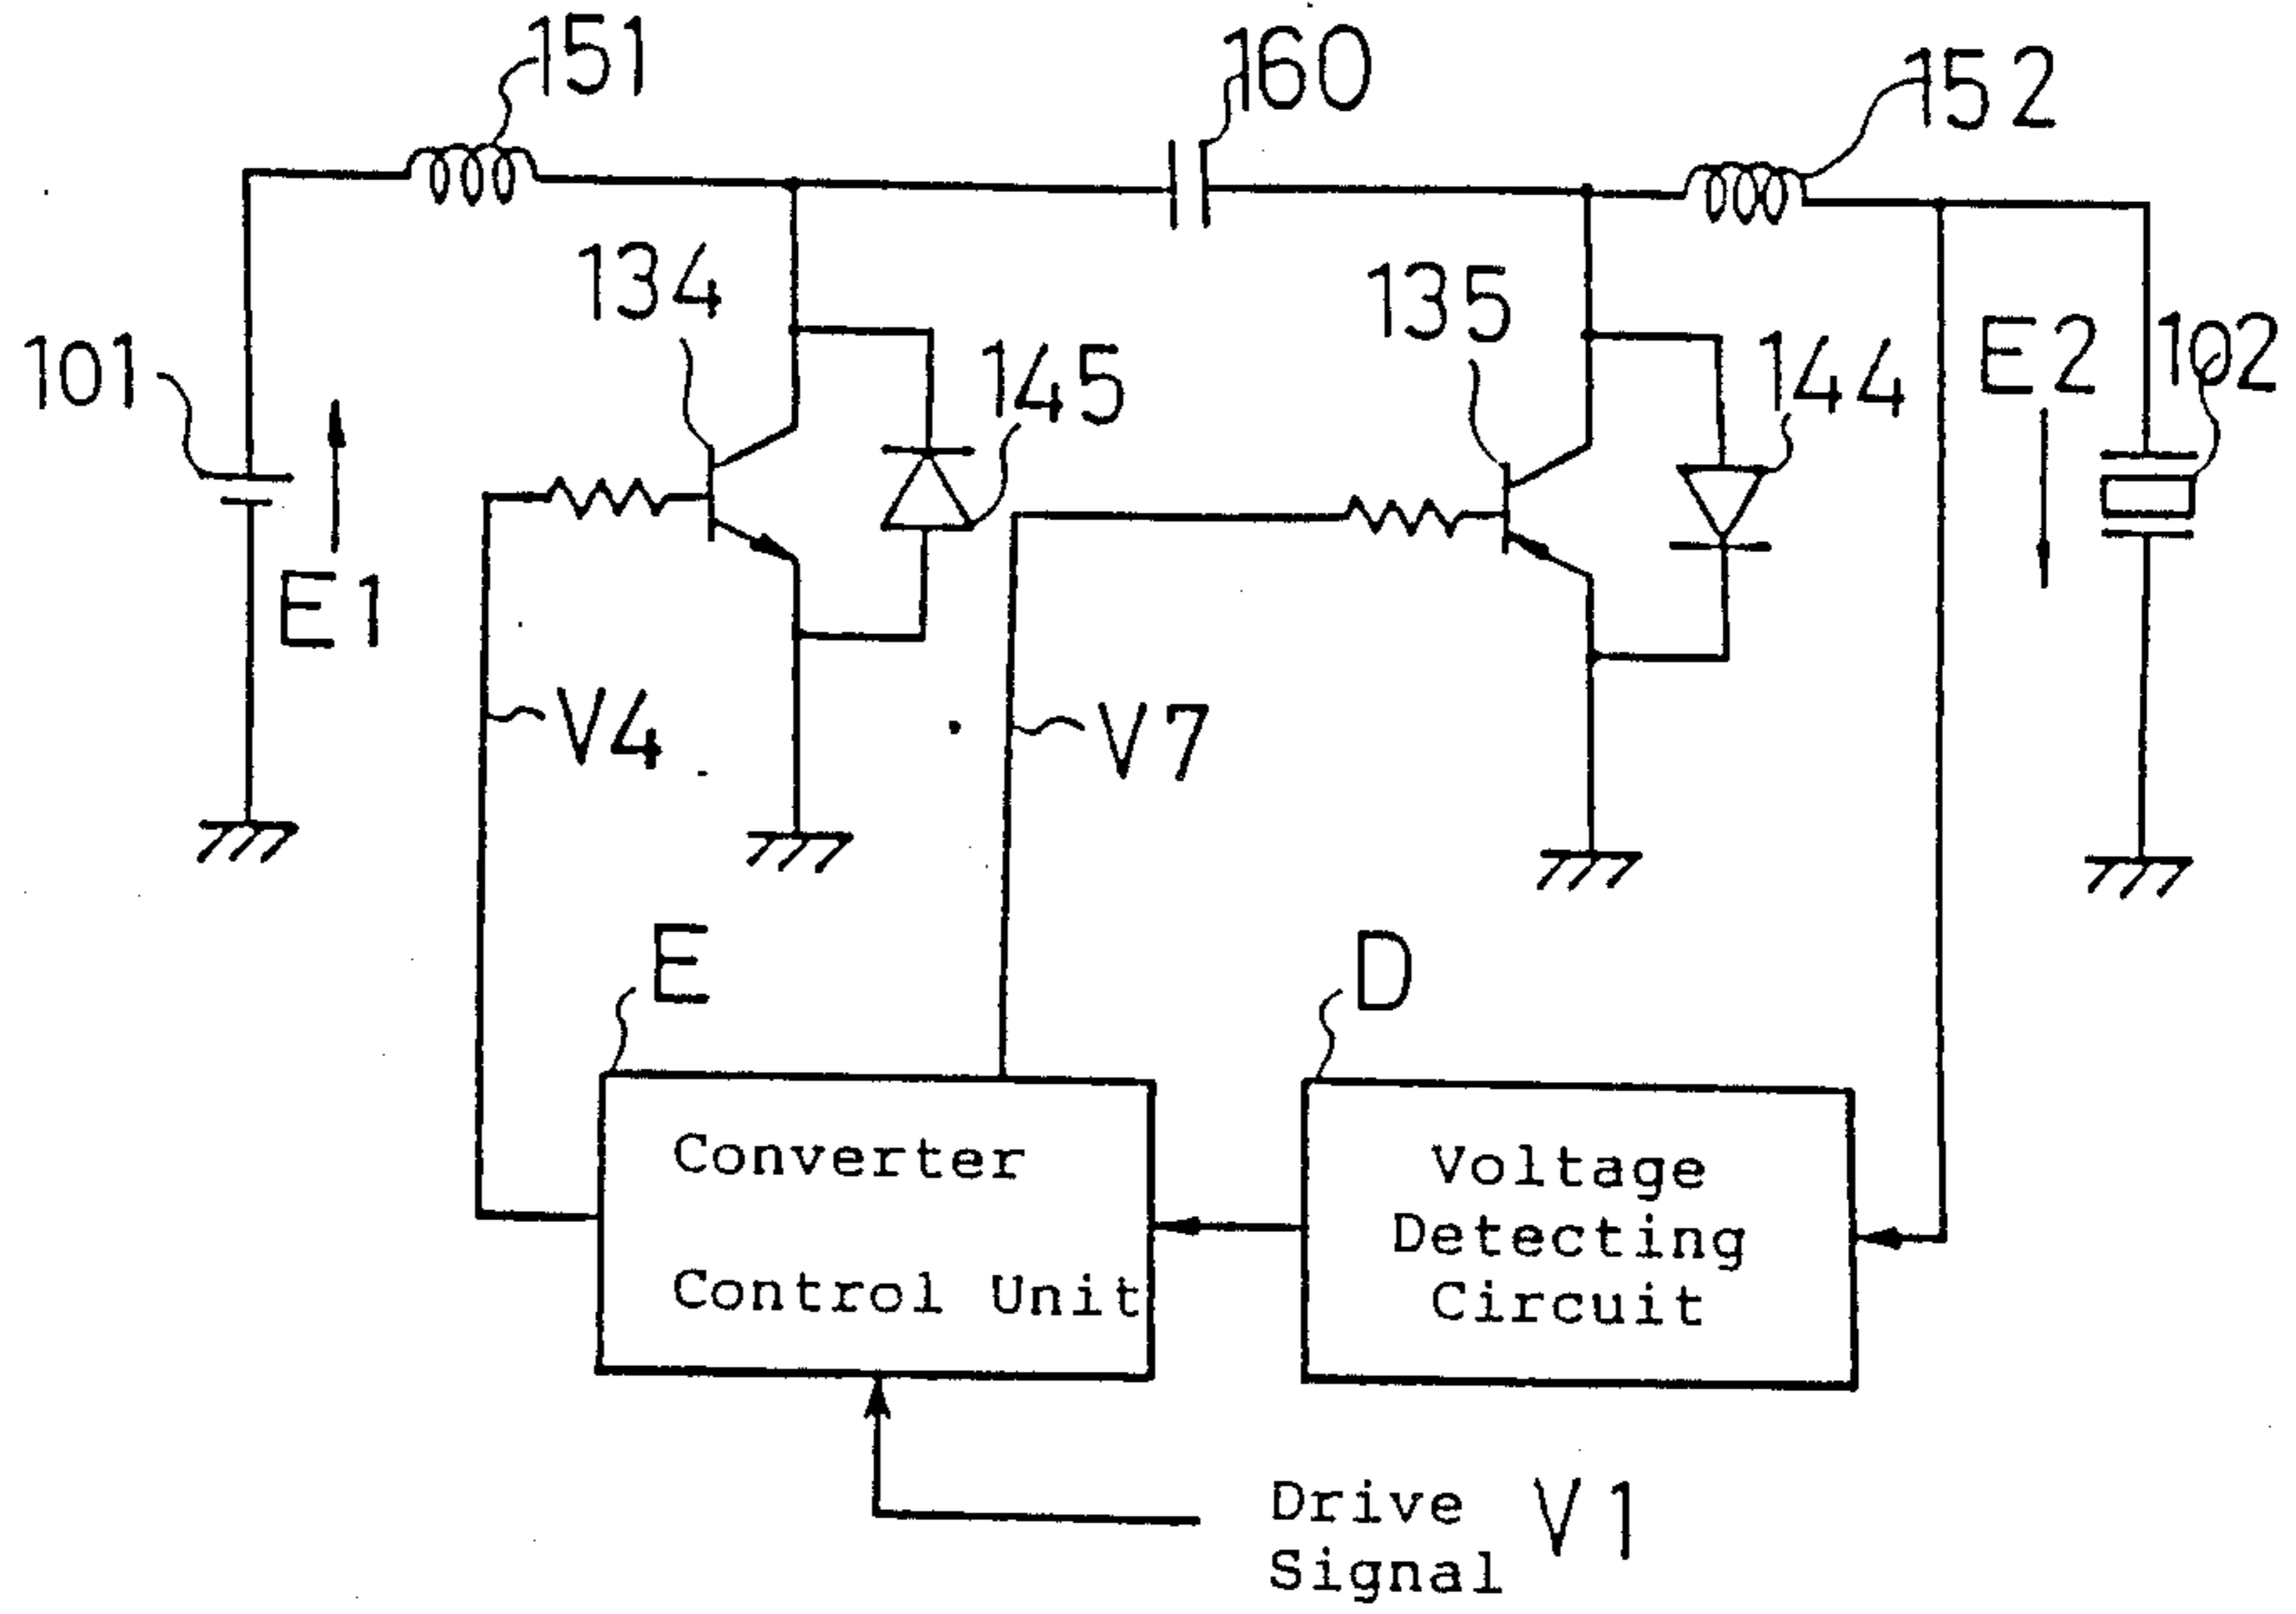 151
160
152
134
135
101
145
144
E2
102
E1
V4
V7
E
D
Converter
Control Unit
Voltage
Detecting
Circuit
Drive
Signal
V1